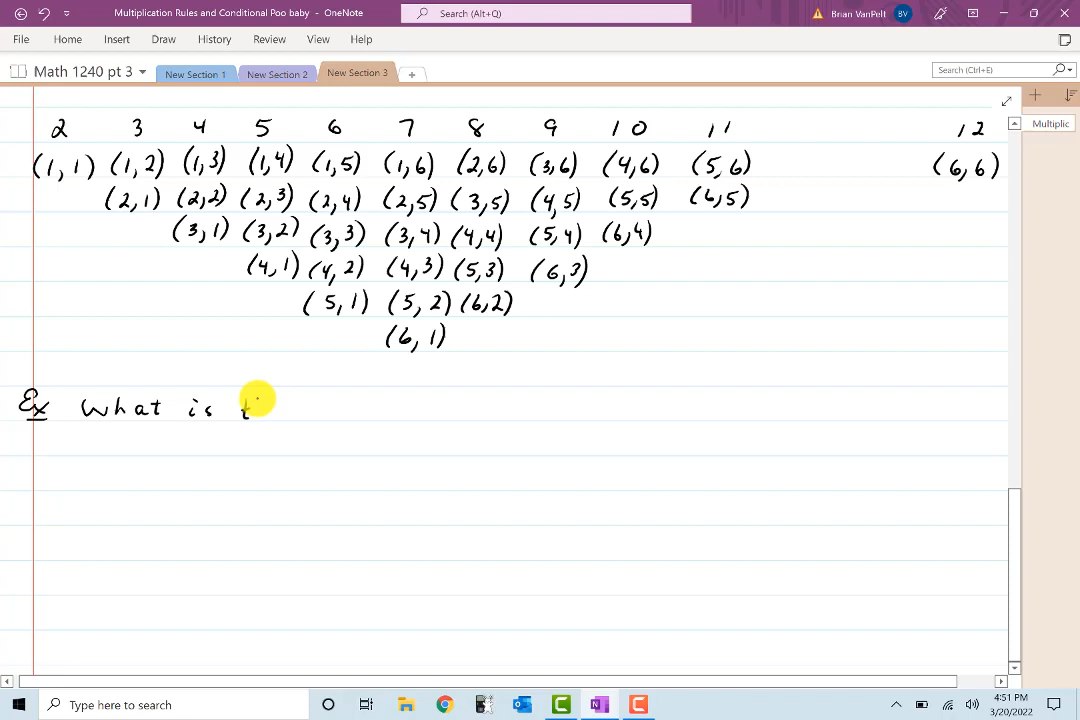 Multiplication Rules and Conditional Poo baby - OneNote
Search (Alt+Q)
Brian VanPelt
BV
File Home Insert Draw History Review View Help
Math 1240 pt 3
New Section 1
New Section 2
New Section 3
Search (Ctrl+E)
Multiplic
2 3 4 5 6 7 8 9 10 11 12
(1, 1) (1, 2) (1, 3) (1, 4) (1, 5) (1, 6) (2, 6) (3, 6) (4, 6) (5, 6) (6, 6)
(2, 1) (2, 2) (2, 3) (2, 4) (2, 5) (3, 5) (4, 5) (5, 5) (6, 5)
(3, 1) (3, 2) (3, 3) (3, 4) (4, 4) (5, 4) (6, 4)
(4, 1) (4, 2) (4, 3) (5, 3) (6, 3)
(5, 1) (5, 2) (6, 2)
(6, 1)
Ex What is t
Type here to search
4:51 PM
3/20/2022